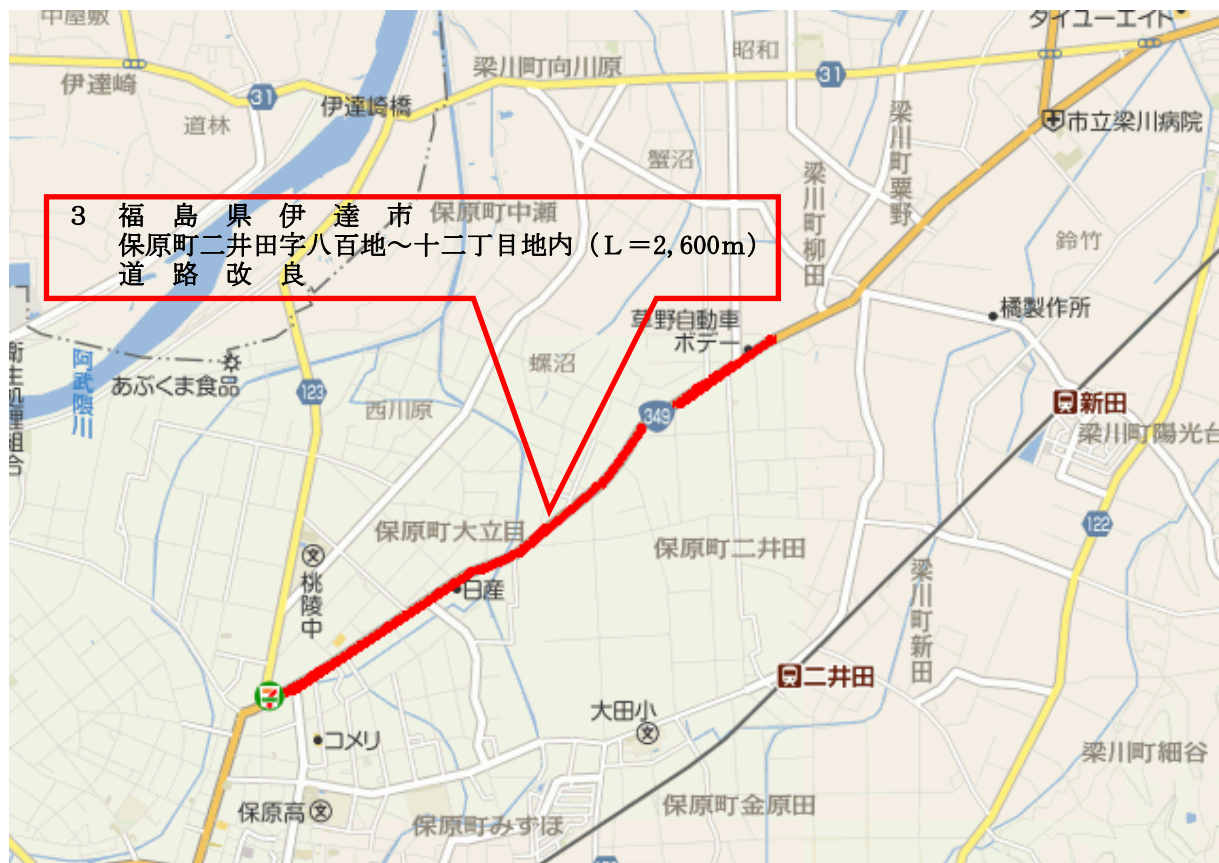 中屋敷
ダイユーエイト
昭和
梁川町向川原
31
伊達崎
31
伊達崎橋
道林
市立梁川病院
梁川町粟野
蟹沼
梁川町柳田
3 福島県伊達市
保原町二井田字八百地～十二丁目地内（L＝2,600m）
道路改良
保原町中瀬
鈴竹
橘製作所
草野自動車
ボデー
衛生処理組合
阿武隈川
あぶくま食品
123
螺沼
西川原
349
新田
梁川町陽光台
122
保原町大立目
保原町二井田
桃陵中
日産
梁川町新田
二井田
7
大田小
コメリ
梁川町細谷
保原高
保原町みずほ
保原町金原田